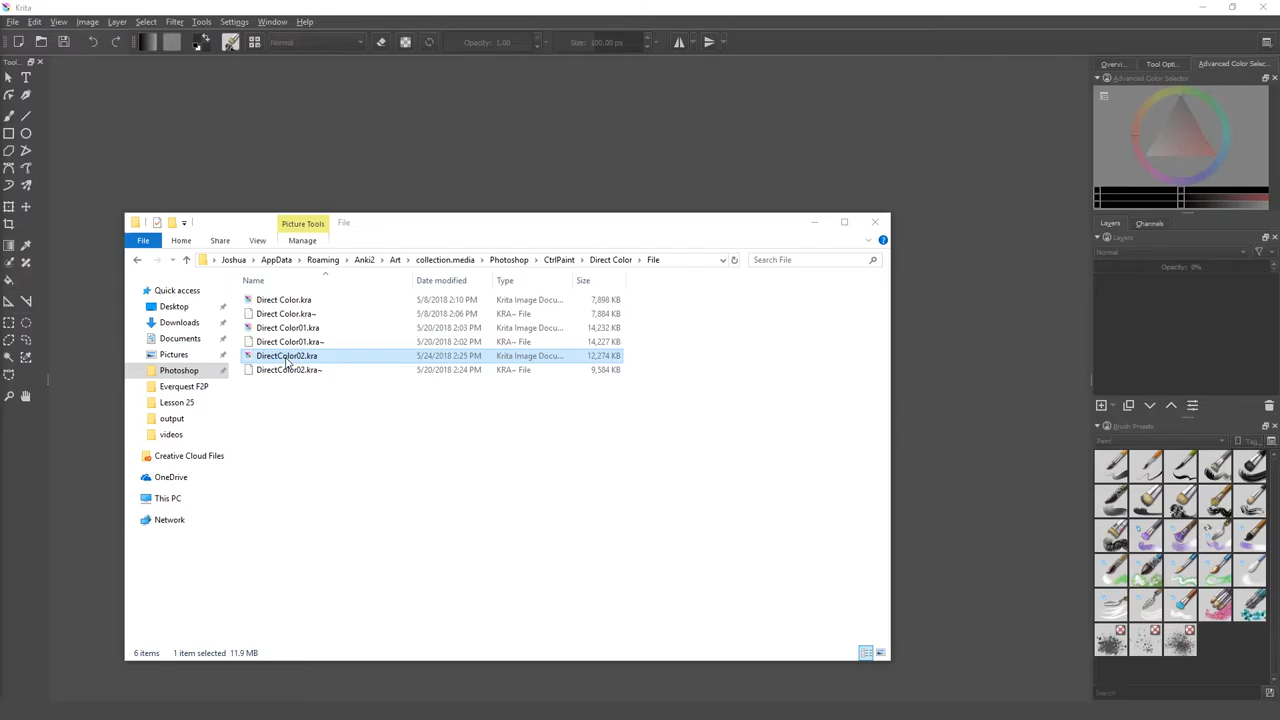 Krita
File Edit View Image Layer Select Filter Tools Settings Window Help
Normal Opacity: 1.00 Size: 100.00 px
Tool... Overvi... Tool Opti... Advanced Color Selec...
Advanced Color Selector
Picture Tools File
File Home Share View Manage
Joshua AppData Roaming Anki2 Art collection.media Photoshop CtrlPaint Direct Color File Search File
Name Date modified Type Size
Direct Color.kra 5/8/2018 2:10 PM Krita Image Docu... 7,898 KB
Direct Color.kra~ 5/8/2018 2:06 PM KRA~ File 7,884 KB
Direct Color01.kra 5/20/2018 2:03 PM Krita Image Docu... 14,232 KB
Direct Color01.kra~ 5/20/2018 2:02 PM KRA~ File 14,227 KB
DirectColor02.kra 5/24/2018 2:25 PM Krita Image Docu... 12,274 KB
DirectColor02.kra~ 5/20/2018 2:24 PM KRA~ File 9,584 KB
Quick access
Desktop
Downloads
Documents
Pictures
Photoshop
Everquest F2P
Lesson 25
output
videos
Creative Cloud Files
OneDrive
This PC
Network
6 items 1 item selected 11.9 MB
Layers Channels
Layers
Normal
Opacity: 0%
Brush Presets
Paint Tag
Search